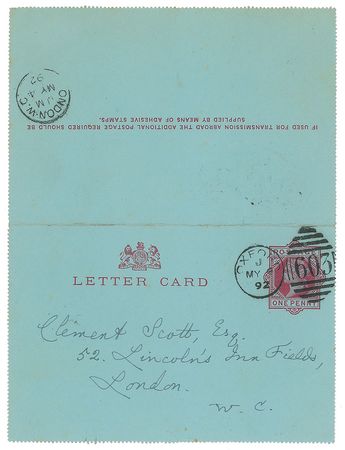 LONDON·W.C
J M
MY 4
92
IF USED FOR TRANSMISSION ABROAD THE ADDITIONAL POSTAGE REQUIRED SHOULD BE
SUPPLIED BY MEANS OF ADHESIVE STAMPS.
LETTER CARD
OXFO
J
MY
92
603
ONE PENNY
Clement Scott, Esq.
52. Lincoln's Inn Fields,
London.
W. C.